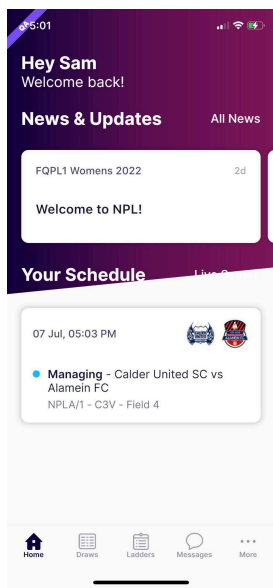 5:01
Hey Sam
Welcome back!
News & Updates All News
FQPL1 Womens 2022 2d
Welcome to NPL!
Your Schedule
07 Jul, 05:03 PM
Managing - Calder United SC vs
Alamein FC
NPLA/1 - C3V - Field 4
Home Draws Ladders Messages More